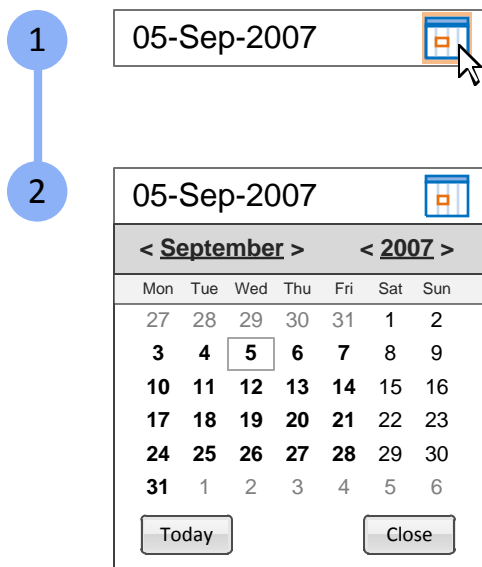 1
05-Sep-2007
2
05-Sep-2007
< September > < 2007 >
Mon Tue Wed Thu Fri Sat Sun
27 28 29 30 31 1 2
3 4 5 6 7 8 9
10 11 12 13 14 15 16
17 18 19 20 21 22 23
24 25 26 27 28 29 30
31 1 2 3 4 5 6
Today Close